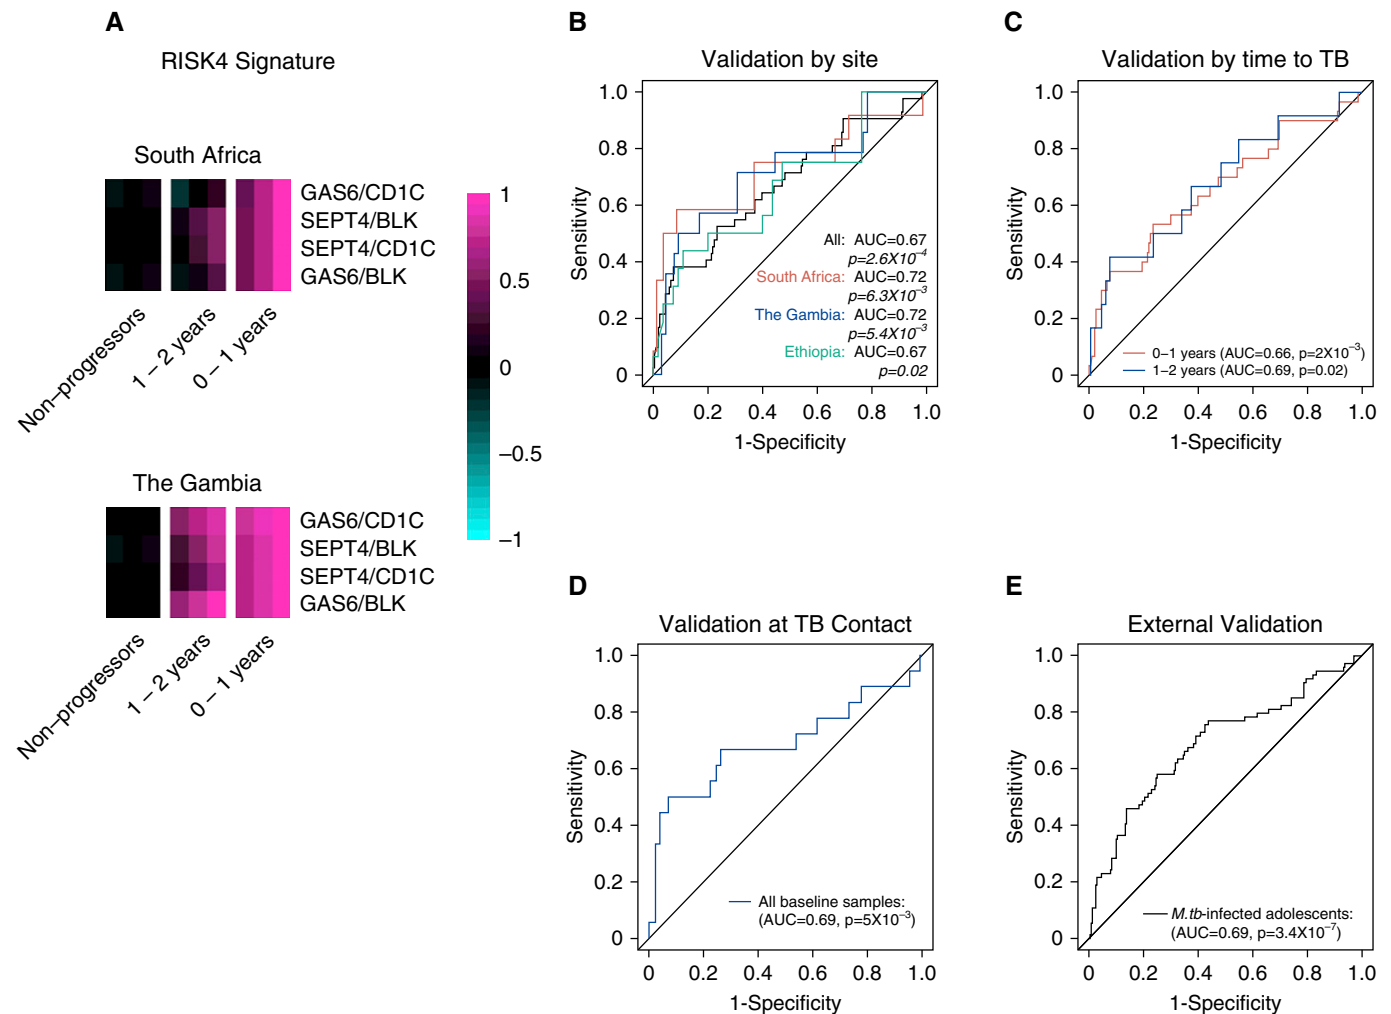 A
RISK4 Signature
South Africa
GAS6/CD1C
SEPT4/BLK
SEPT4/CD1C
GAS6/BLK
Non–progressors
1 – 2 years
0 – 1 years
The Gambia
GAS6/CD1C
SEPT4/BLK
SEPT4/CD1C
GAS6/BLK
Non–progressors
1 – 2 years
0 – 1 years
1
0.5
0
–0.5
–1
B
Validation by site
Sensitivity
1.0
0.8
0.6
0.4
0.2
0
All: AUC=0.67
p=2.6X10⁻⁴
South Africa: AUC=0.72
p=6.3X10⁻³
The Gambia: AUC=0.72
p=5.4X10⁻³
Ethiopia: AUC=0.67
p=0.02
0 0.2 0.4 0.6 0.8 1.0
1-Specificity
C
Validation by time to TB
Sensitivity
1.0
0.8
0.6
0.4
0.2
0
0–1 years (AUC=0.66, p=2X10⁻³)
1–2 years (AUC=0.69, p=0.02)
0 0.2 0.4 0.6 0.8 1.0
1-Specificity
D
Validation at TB Contact
Sensitivity
1.0
0.8
0.6
0.4
0.2
0
All baseline samples:
(AUC=0.69, p=5X10⁻³)
0 0.2 0.4 0.6 0.8 1.0
1-Specificity
E
External Validation
Sensitivity
1.0
0.8
0.6
0.4
0.2
0
M.tb-infected adolescents:
(AUC=0.69, p=3.4X10⁻⁷)
0 0.2 0.4 0.6 0.8 1.0
1-Specificity